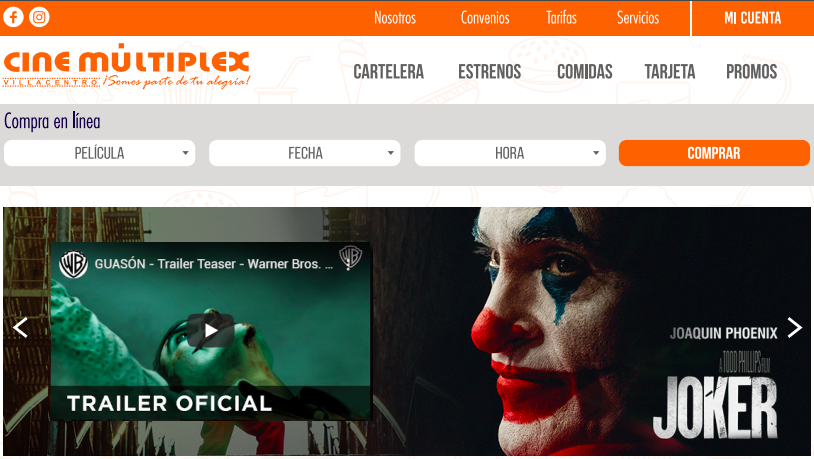 Nosotros Convenios Tarifas Servicios MI CUENTA
CINE MÚLTIPLEX
VILLACENTRO ¡Somos parte de tu alegría!
CARTELERA ESTRENOS COMIDAS TARJETA PROMOS
Compra en línea
PELÍCULA FECHA HORA COMPRAR
WB GUASÓN - Trailer Teaser - Warner Bros. ...
TRAILER OFICIAL
JOAQUIN PHOENIX
A TODD PHILLIPS FILM
JOKER